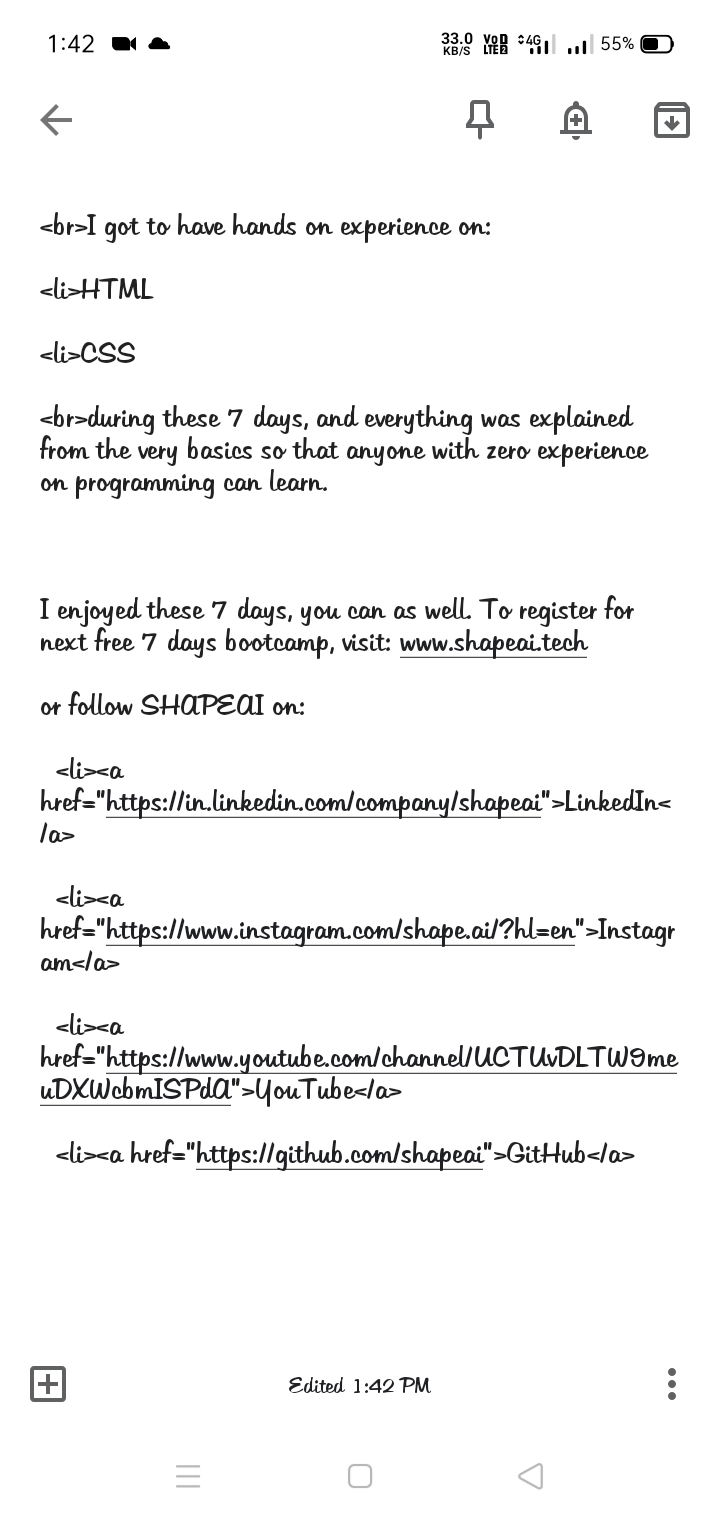 1:42
33.0 KB/S VoD LTE2 4G 55%
<br>I got to have hands on experience on:
<li>HTML
<li>CSS
<br>during these 7 days, and everything was explained
from the very basics so that anyone with zero experience
on programming can learn.
I enjoyed these 7 days, you can as well. To register for
next free 7 days bootcamp, visit: www.shapeai.tech
or follow SHAPEAI on:
<li><a
href="https://in.linkedin.com/company/shapeai">LinkedIn<
/a>
<li><a
href="https://www.instagram.com/shape.ai/?hl=en">Instagr
am</a>
<li><a
href="https://www.youtube.com/channel/UCTUvDLTW9me
uDXWcbmISPdA">YouTube</a>
<li><a href="https://github.com/shapeai">GitHub</a>
Edited 1:42 PM